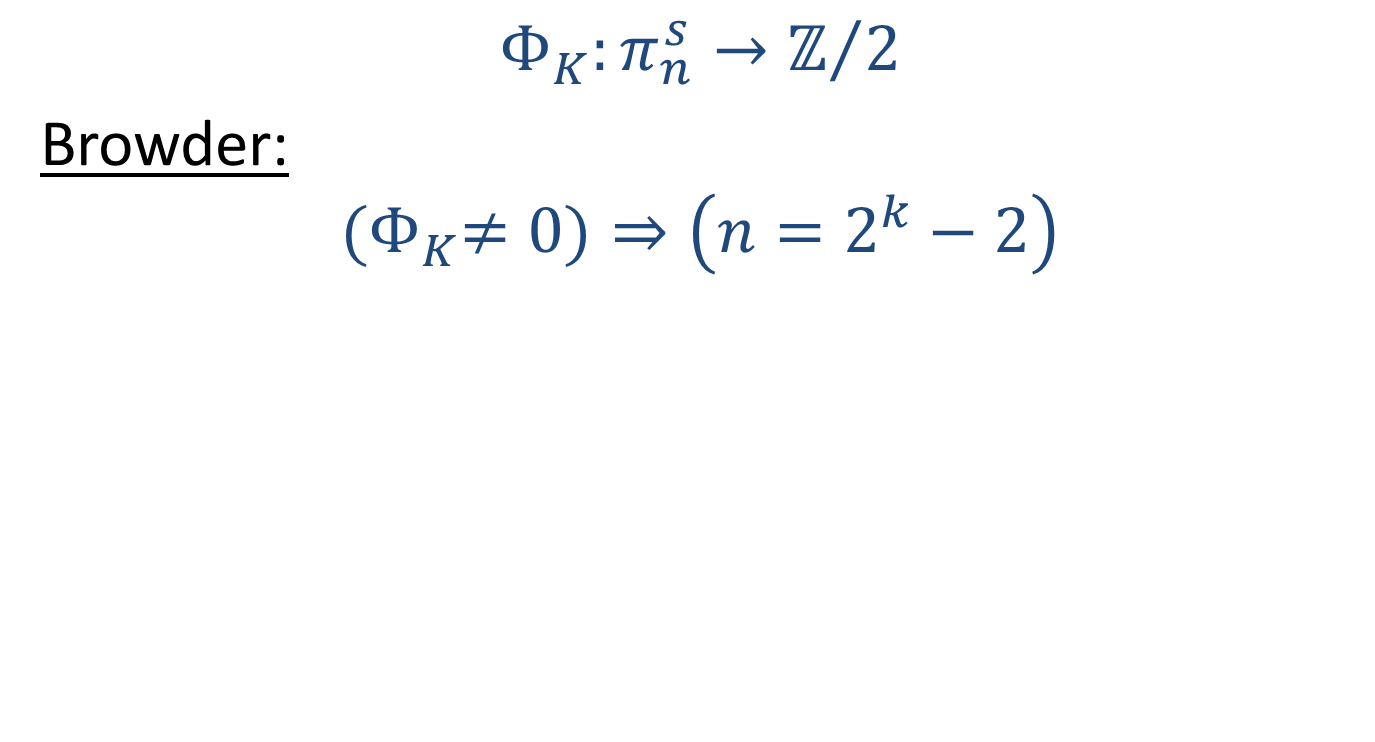 Φ_K: π_n^s → ℤ/2
Browder:
(Φ_K ≠ 0) ⇒ (n = 2^k − 2)